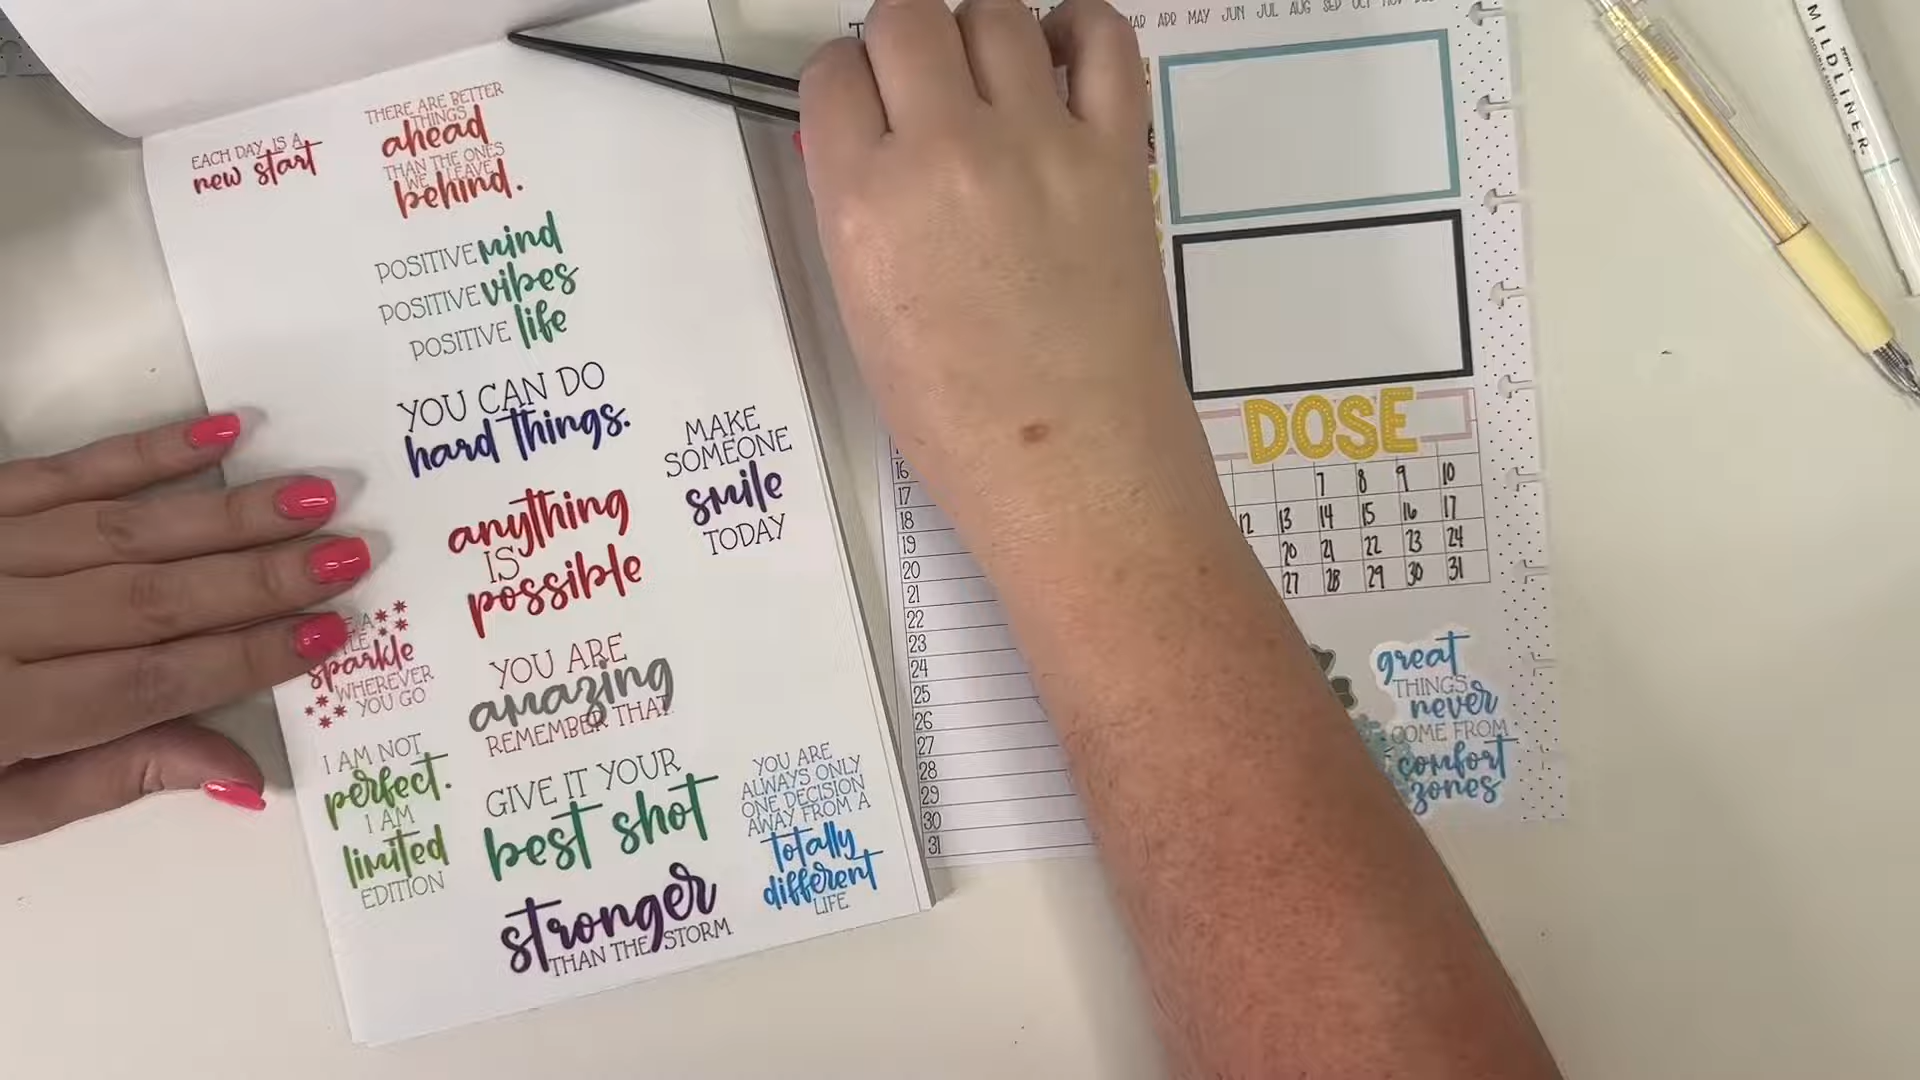 EACH DAY IS A
new start
THERE ARE BETTER
THINGS
ahead
THAN THE ONES
WE LEAVE
behind.
POSITIVE mind
POSITIVE vibes
POSITIVE life
YOU CAN DO
hard things.
MAKE
SOMEONE
smile
TODAY
anything
IS
possible
sparkle
WHEREVER
YOU GO
YOU ARE
amazing
REMEMBER THAT
I AM NOT
perfect.
I AM
limited
EDITION
GIVE IT YOUR
best shot
YOU ARE
ALWAYS ONLY
ONE DECISION
AWAY FROM A
totally
different
LIFE
stronger
THAN THE STORM
APR MAY JUN JUL AUG SEP OCT
DOSE
7 8 9 10
12 13 14 15 16 17
20 21 22 23 24
27 28 29 30 31
16
17
18
19
20
21
22
23
24
25
26
27
28
29
30
31
great
THINGS
never
COME FROM
comfort
zones
MILDLINER